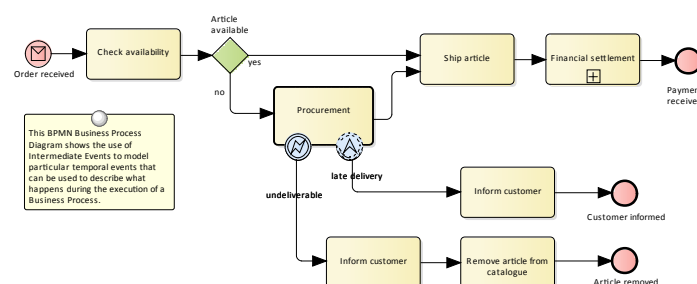 Article
available
Check availability
Ship article
Financial settlement
yes
Order received
Paymen
receive
no
Procurement
This BPMN Business Process
Diagram shows the use of
Intermediate Events to model
particular temporal events that
can be used to describe what
happens during the execution of a
Business Process.
late delivery
undeliverable
Inform customer
Customer informed
Inform customer
Remove article from
catalogue
Article removed